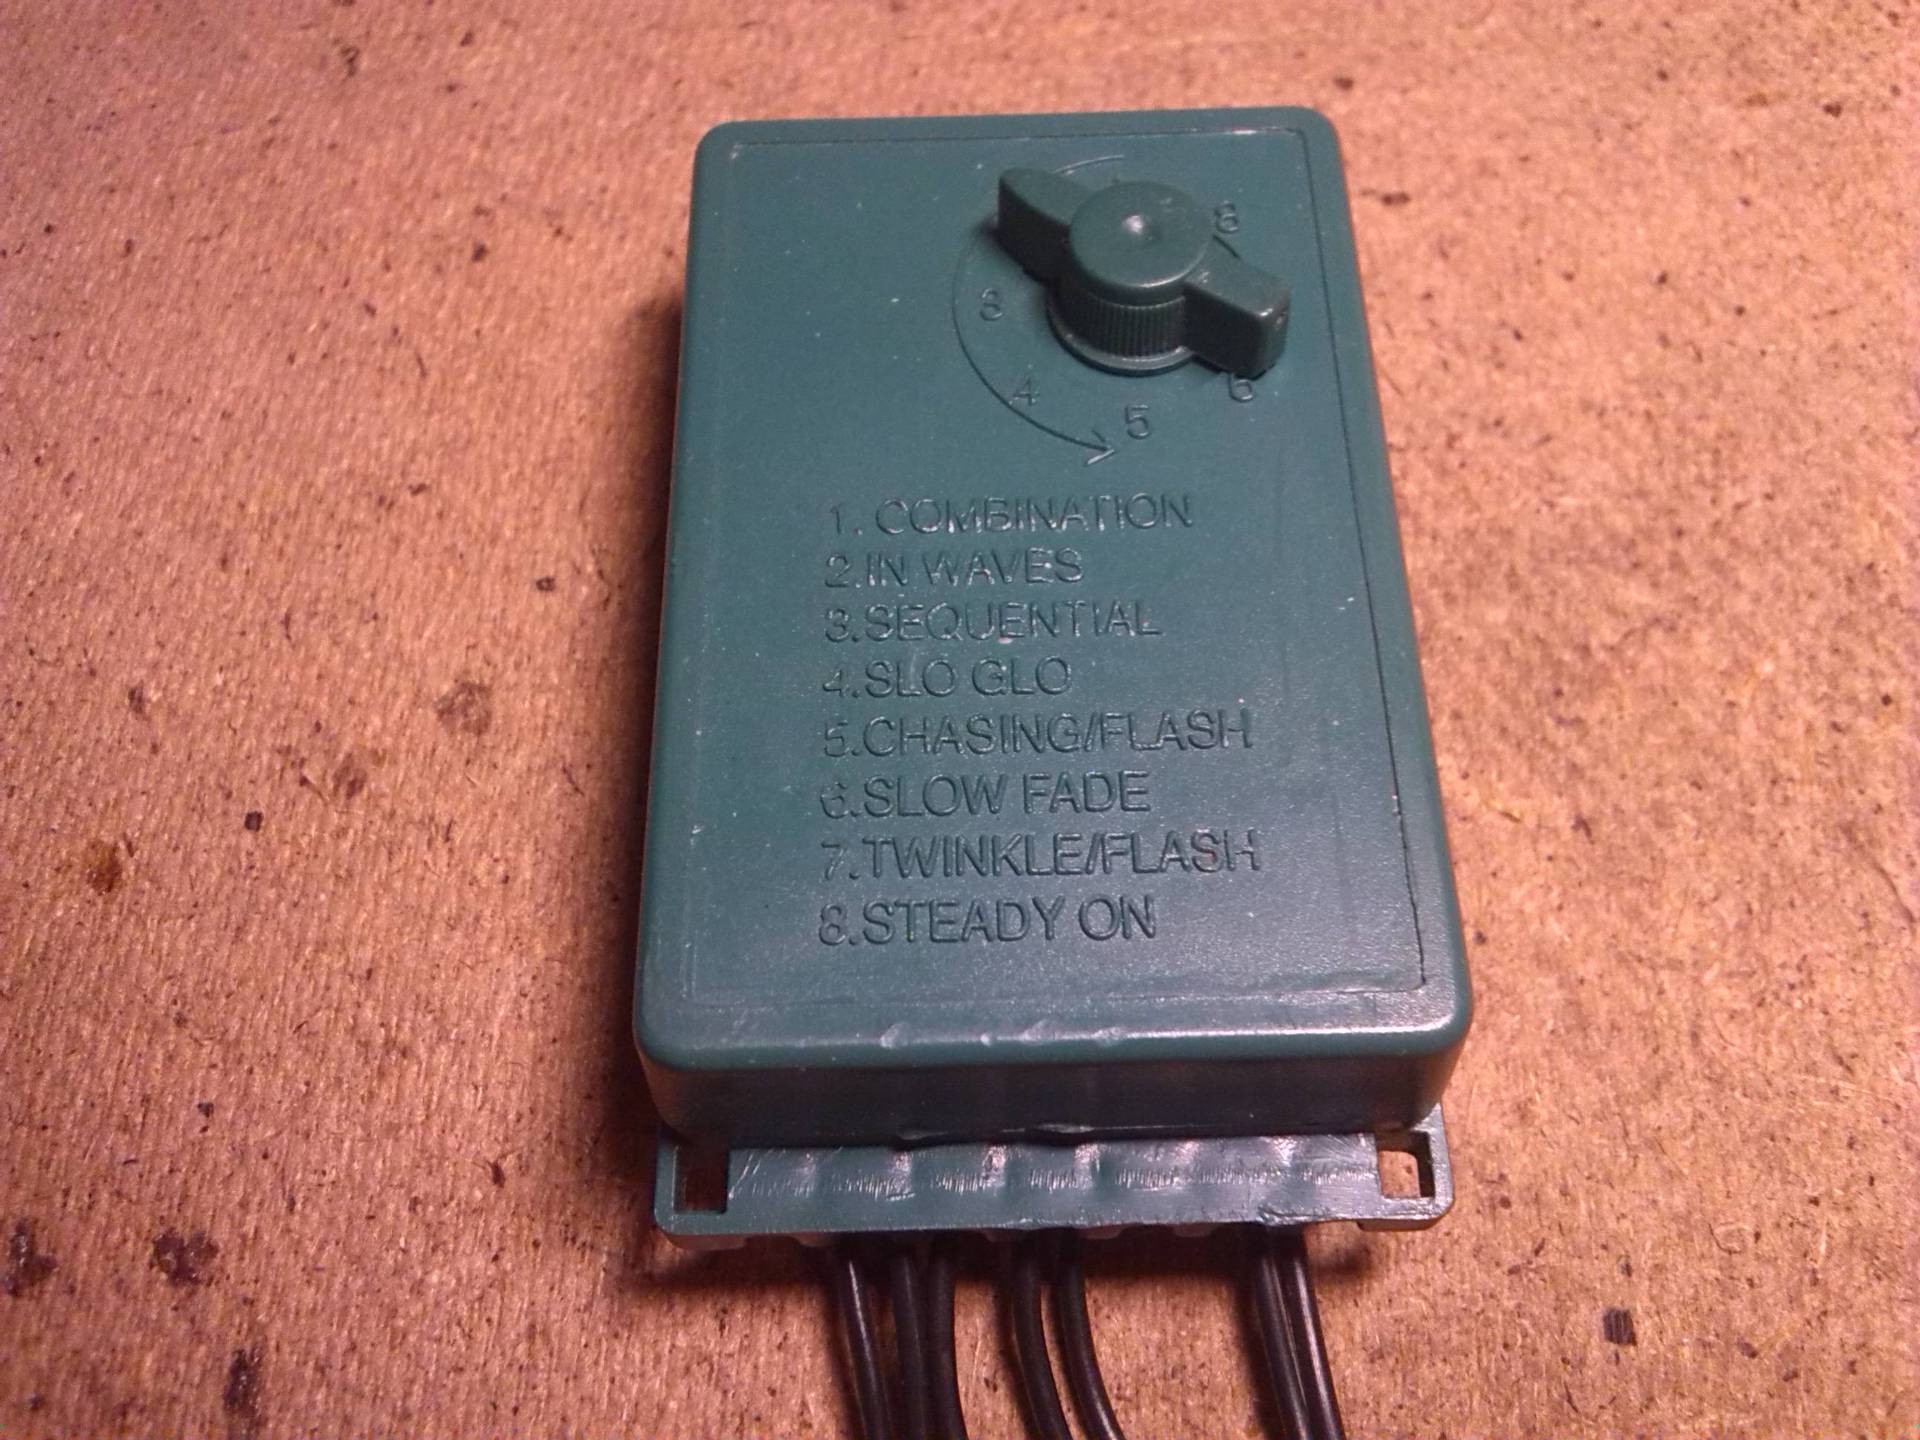 8
3
6
4
5
1. COMBINATION
2.IN WAVES
3.SEQUENTIAL
4.SLO GLO
5.CHASING/FLASH
6.SLOW FADE
7.TWINKLE/FLASH
8.STEADY ON